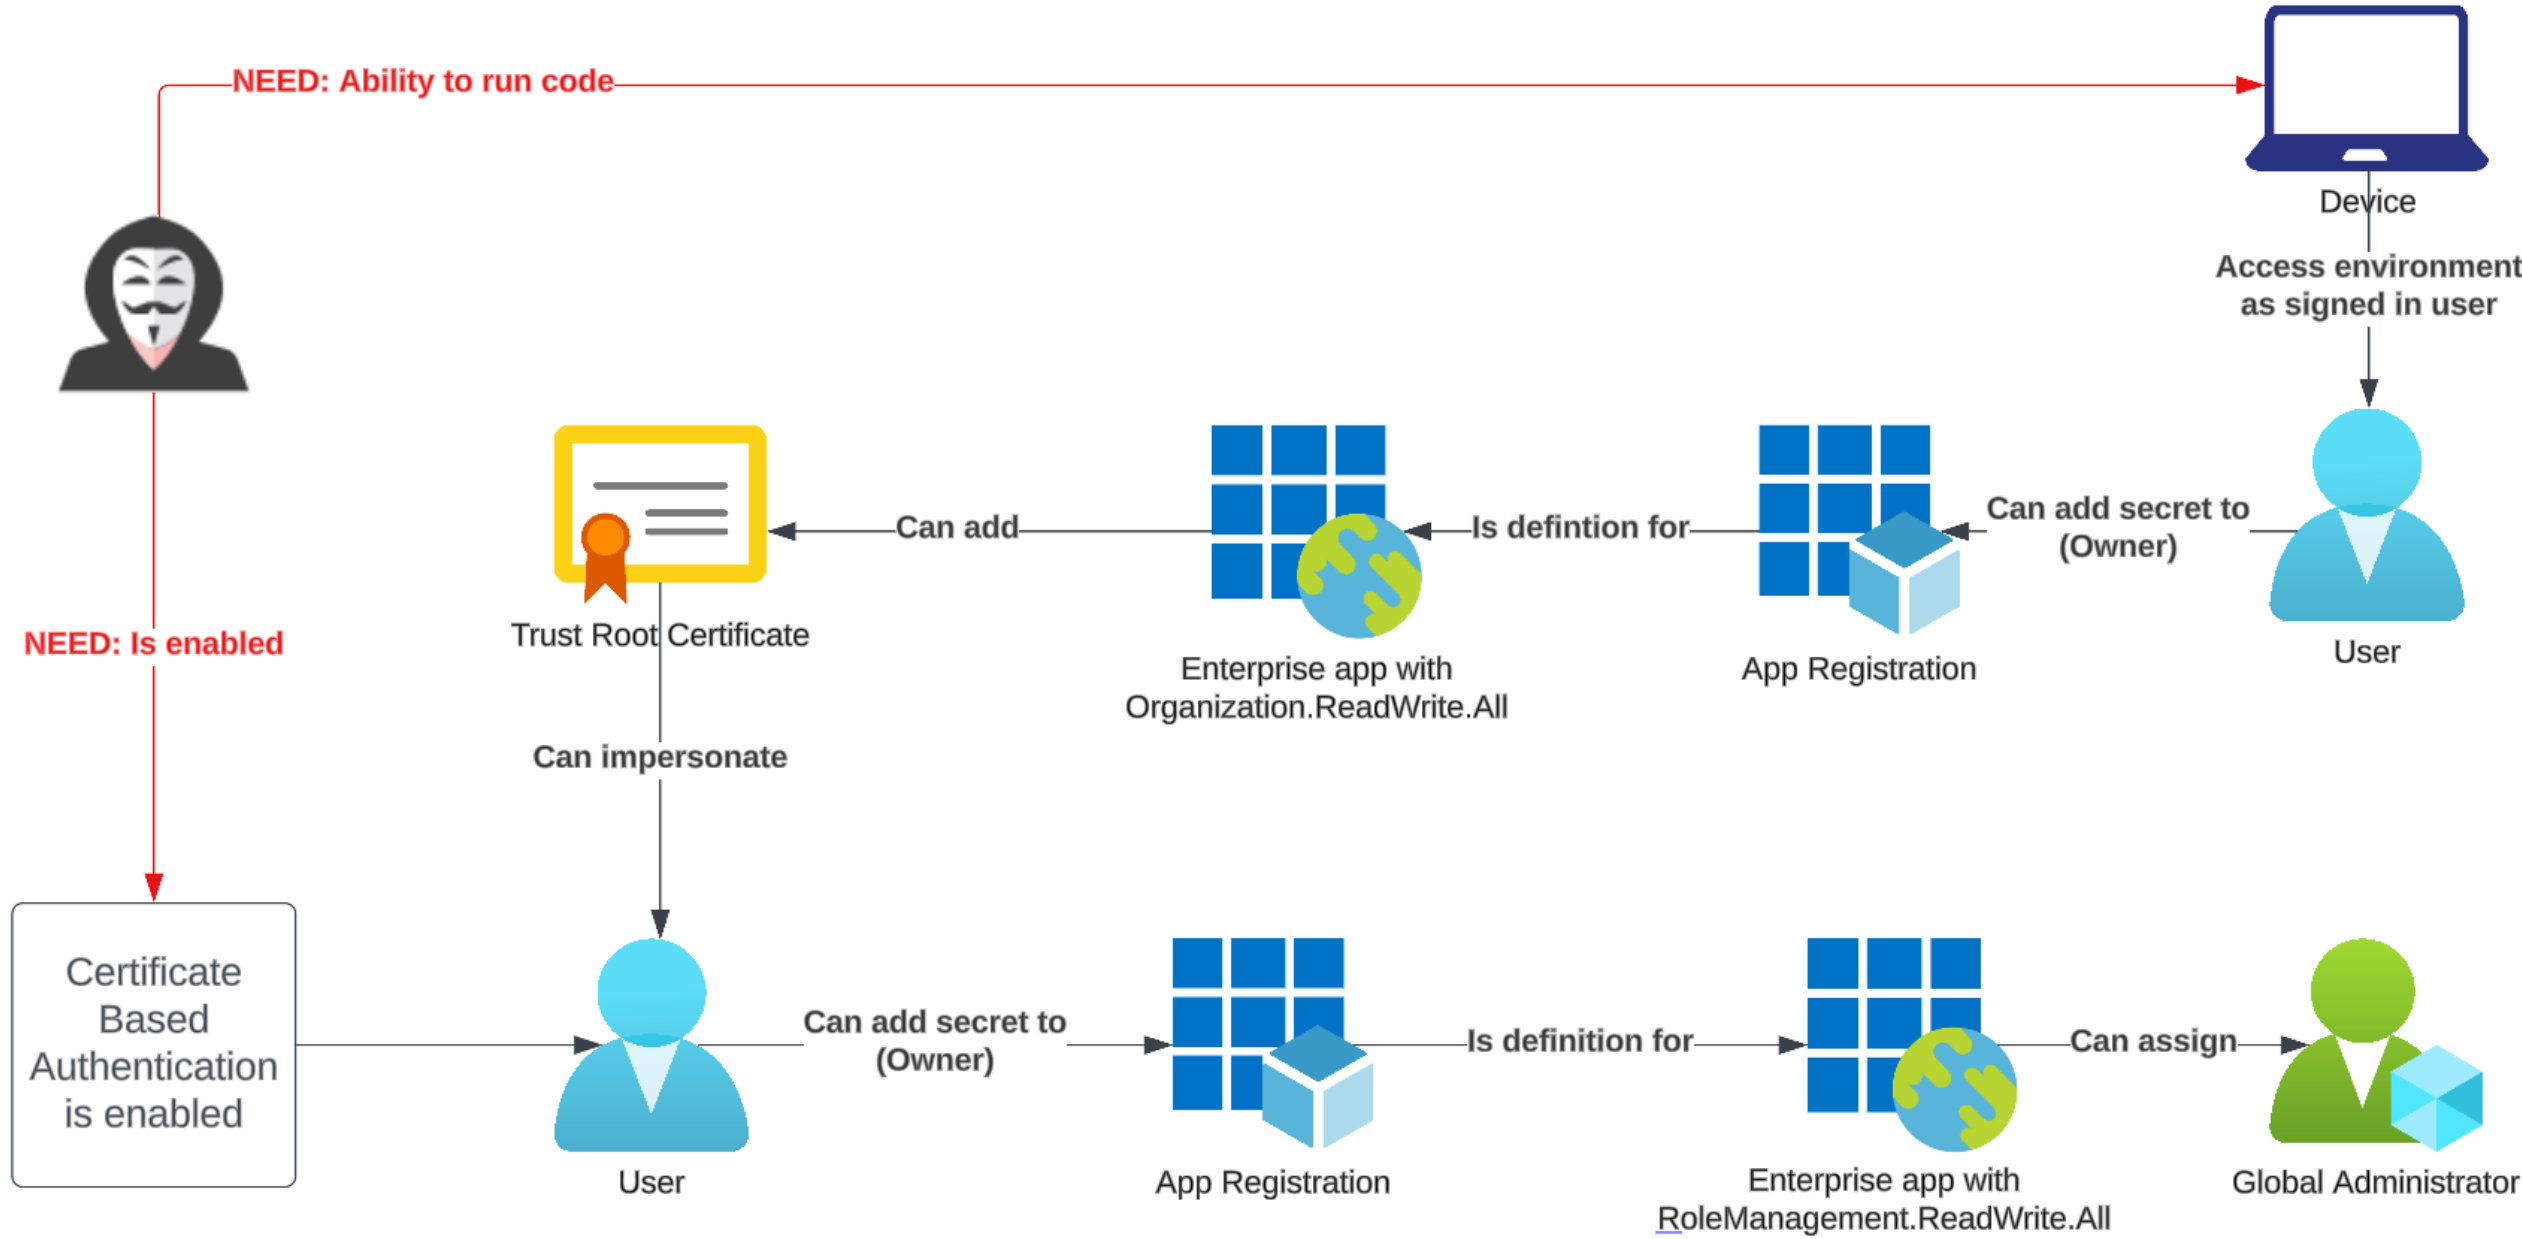 NEED: Ability to run code
Device
Access environment
as signed in user
Can add
Is defintion for
Can add secret to
(Owner)
Trust Root Certificate
Enterprise app with
Organization.ReadWrite.All
App Registration
User
NEED: Is enabled
Can impersonate
Certificate
Based
Authentication
is enabled
Can add secret to
(Owner)
Is definition for
Can assign
User
App Registration
Enterprise app with
RoleManagement.ReadWrite.All
Global Administrator